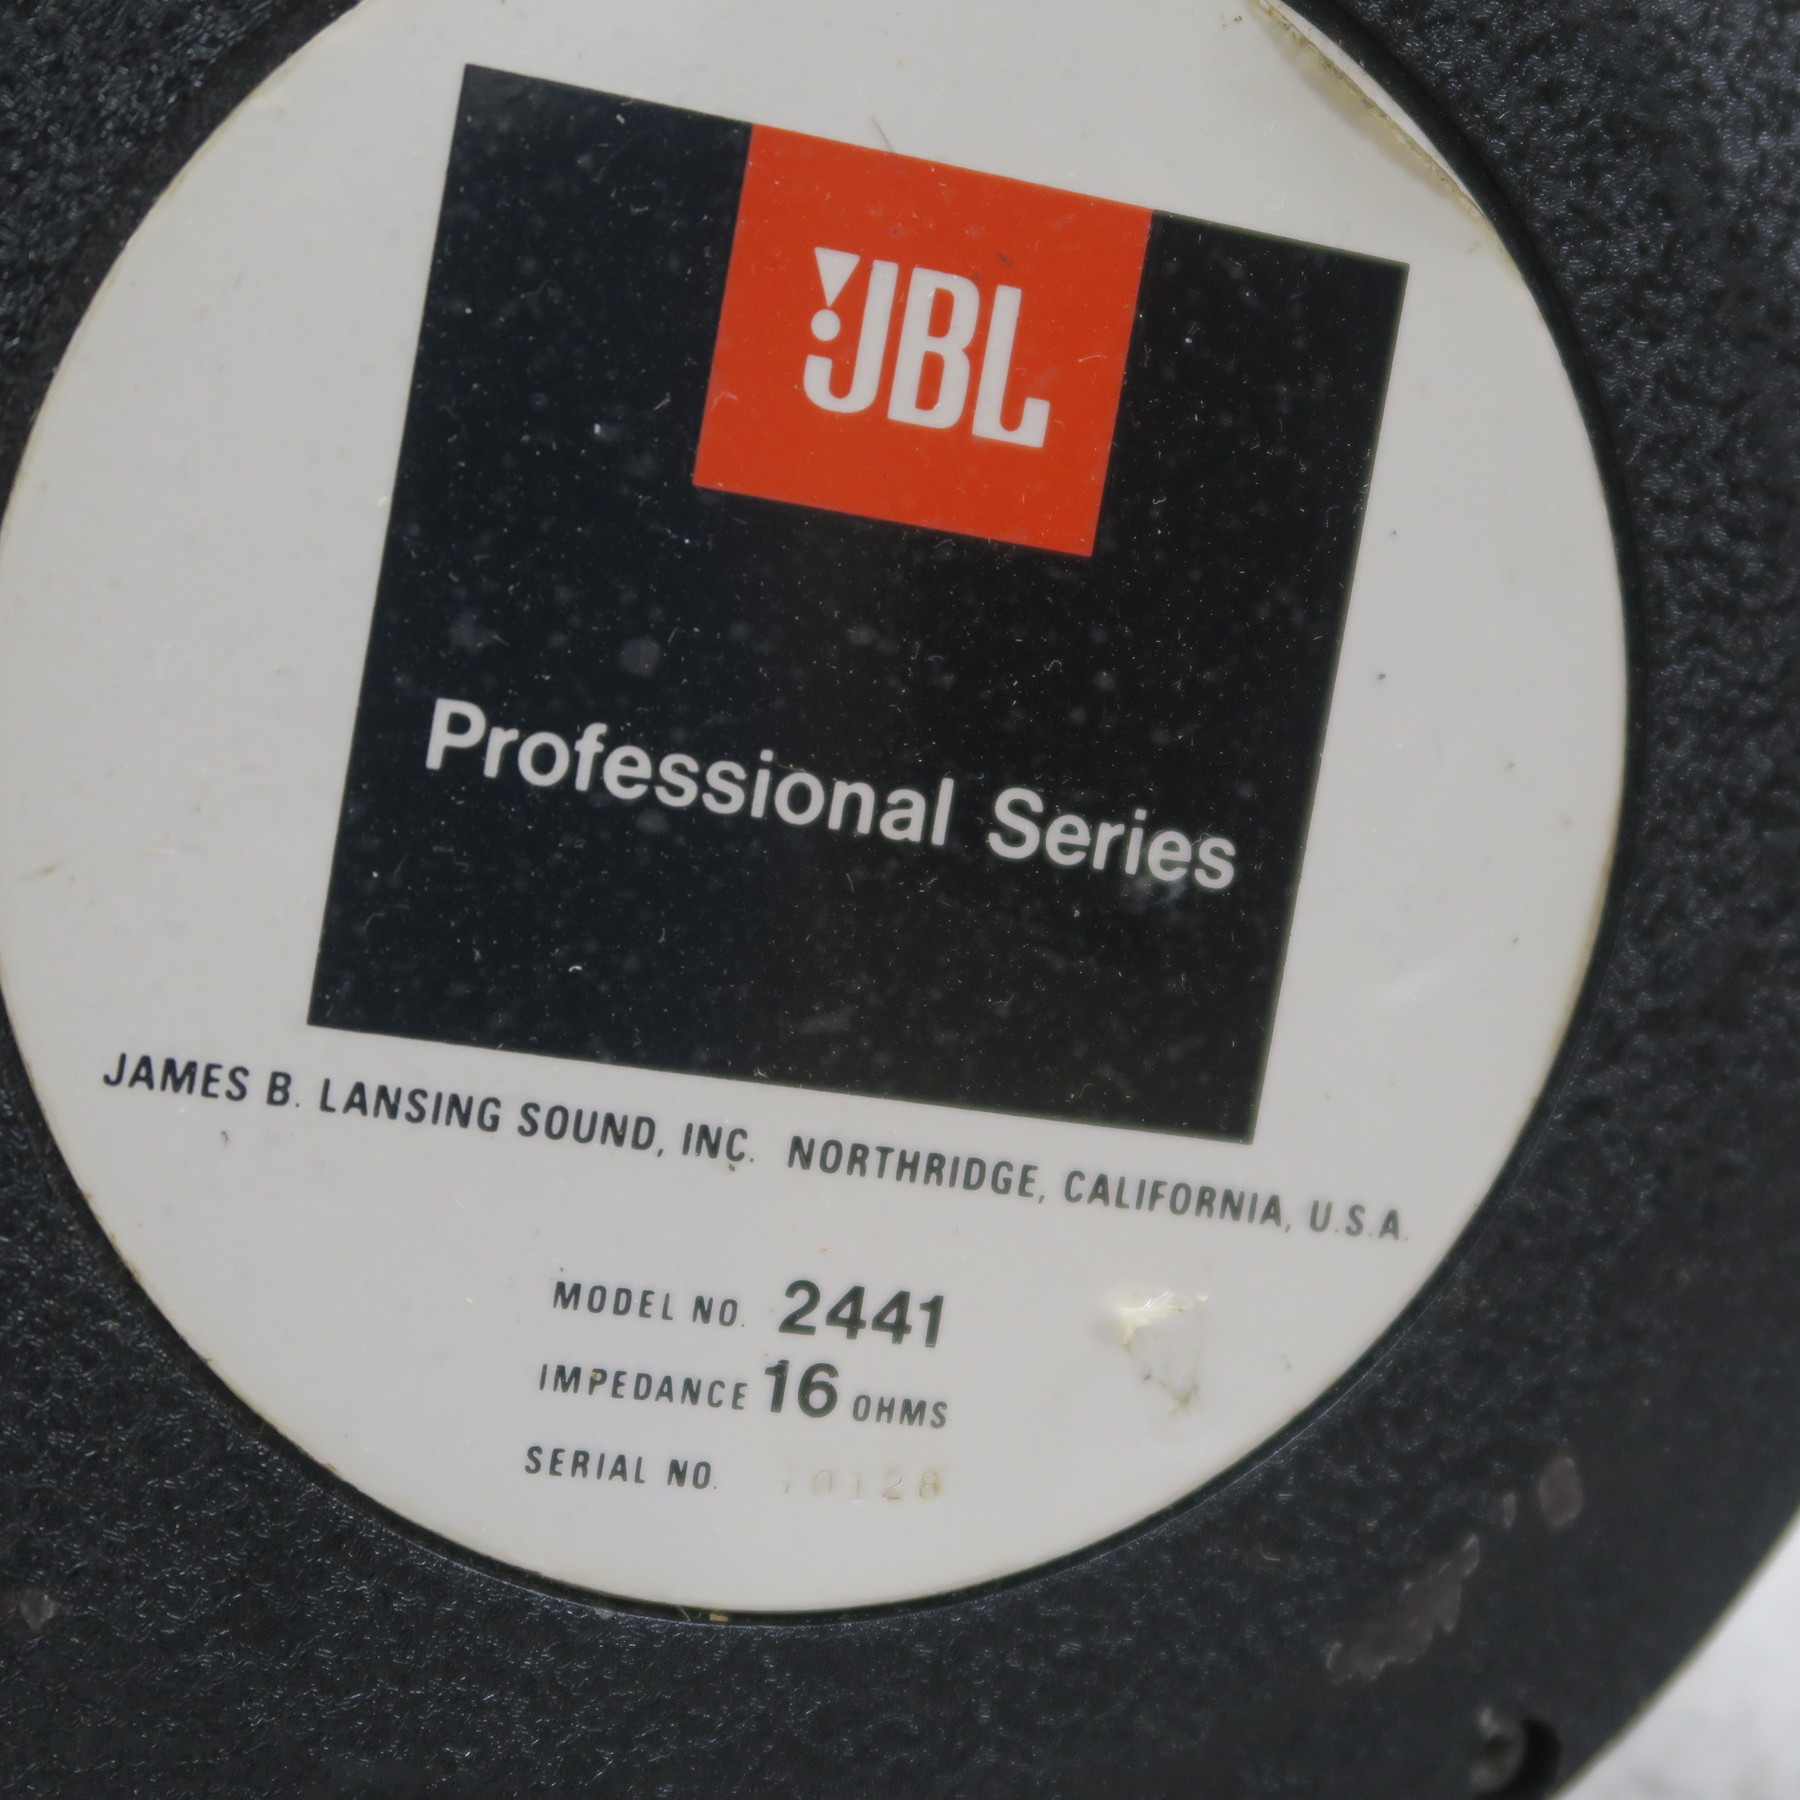 JBL
Professional Series
JAMES B. LANSING SOUND, INC. NORTHRIDGE, CALIFORNIA, U.S.A.
MODEL NO. 2441
IMPEDANCE 16 OHMS
SERIAL NO.